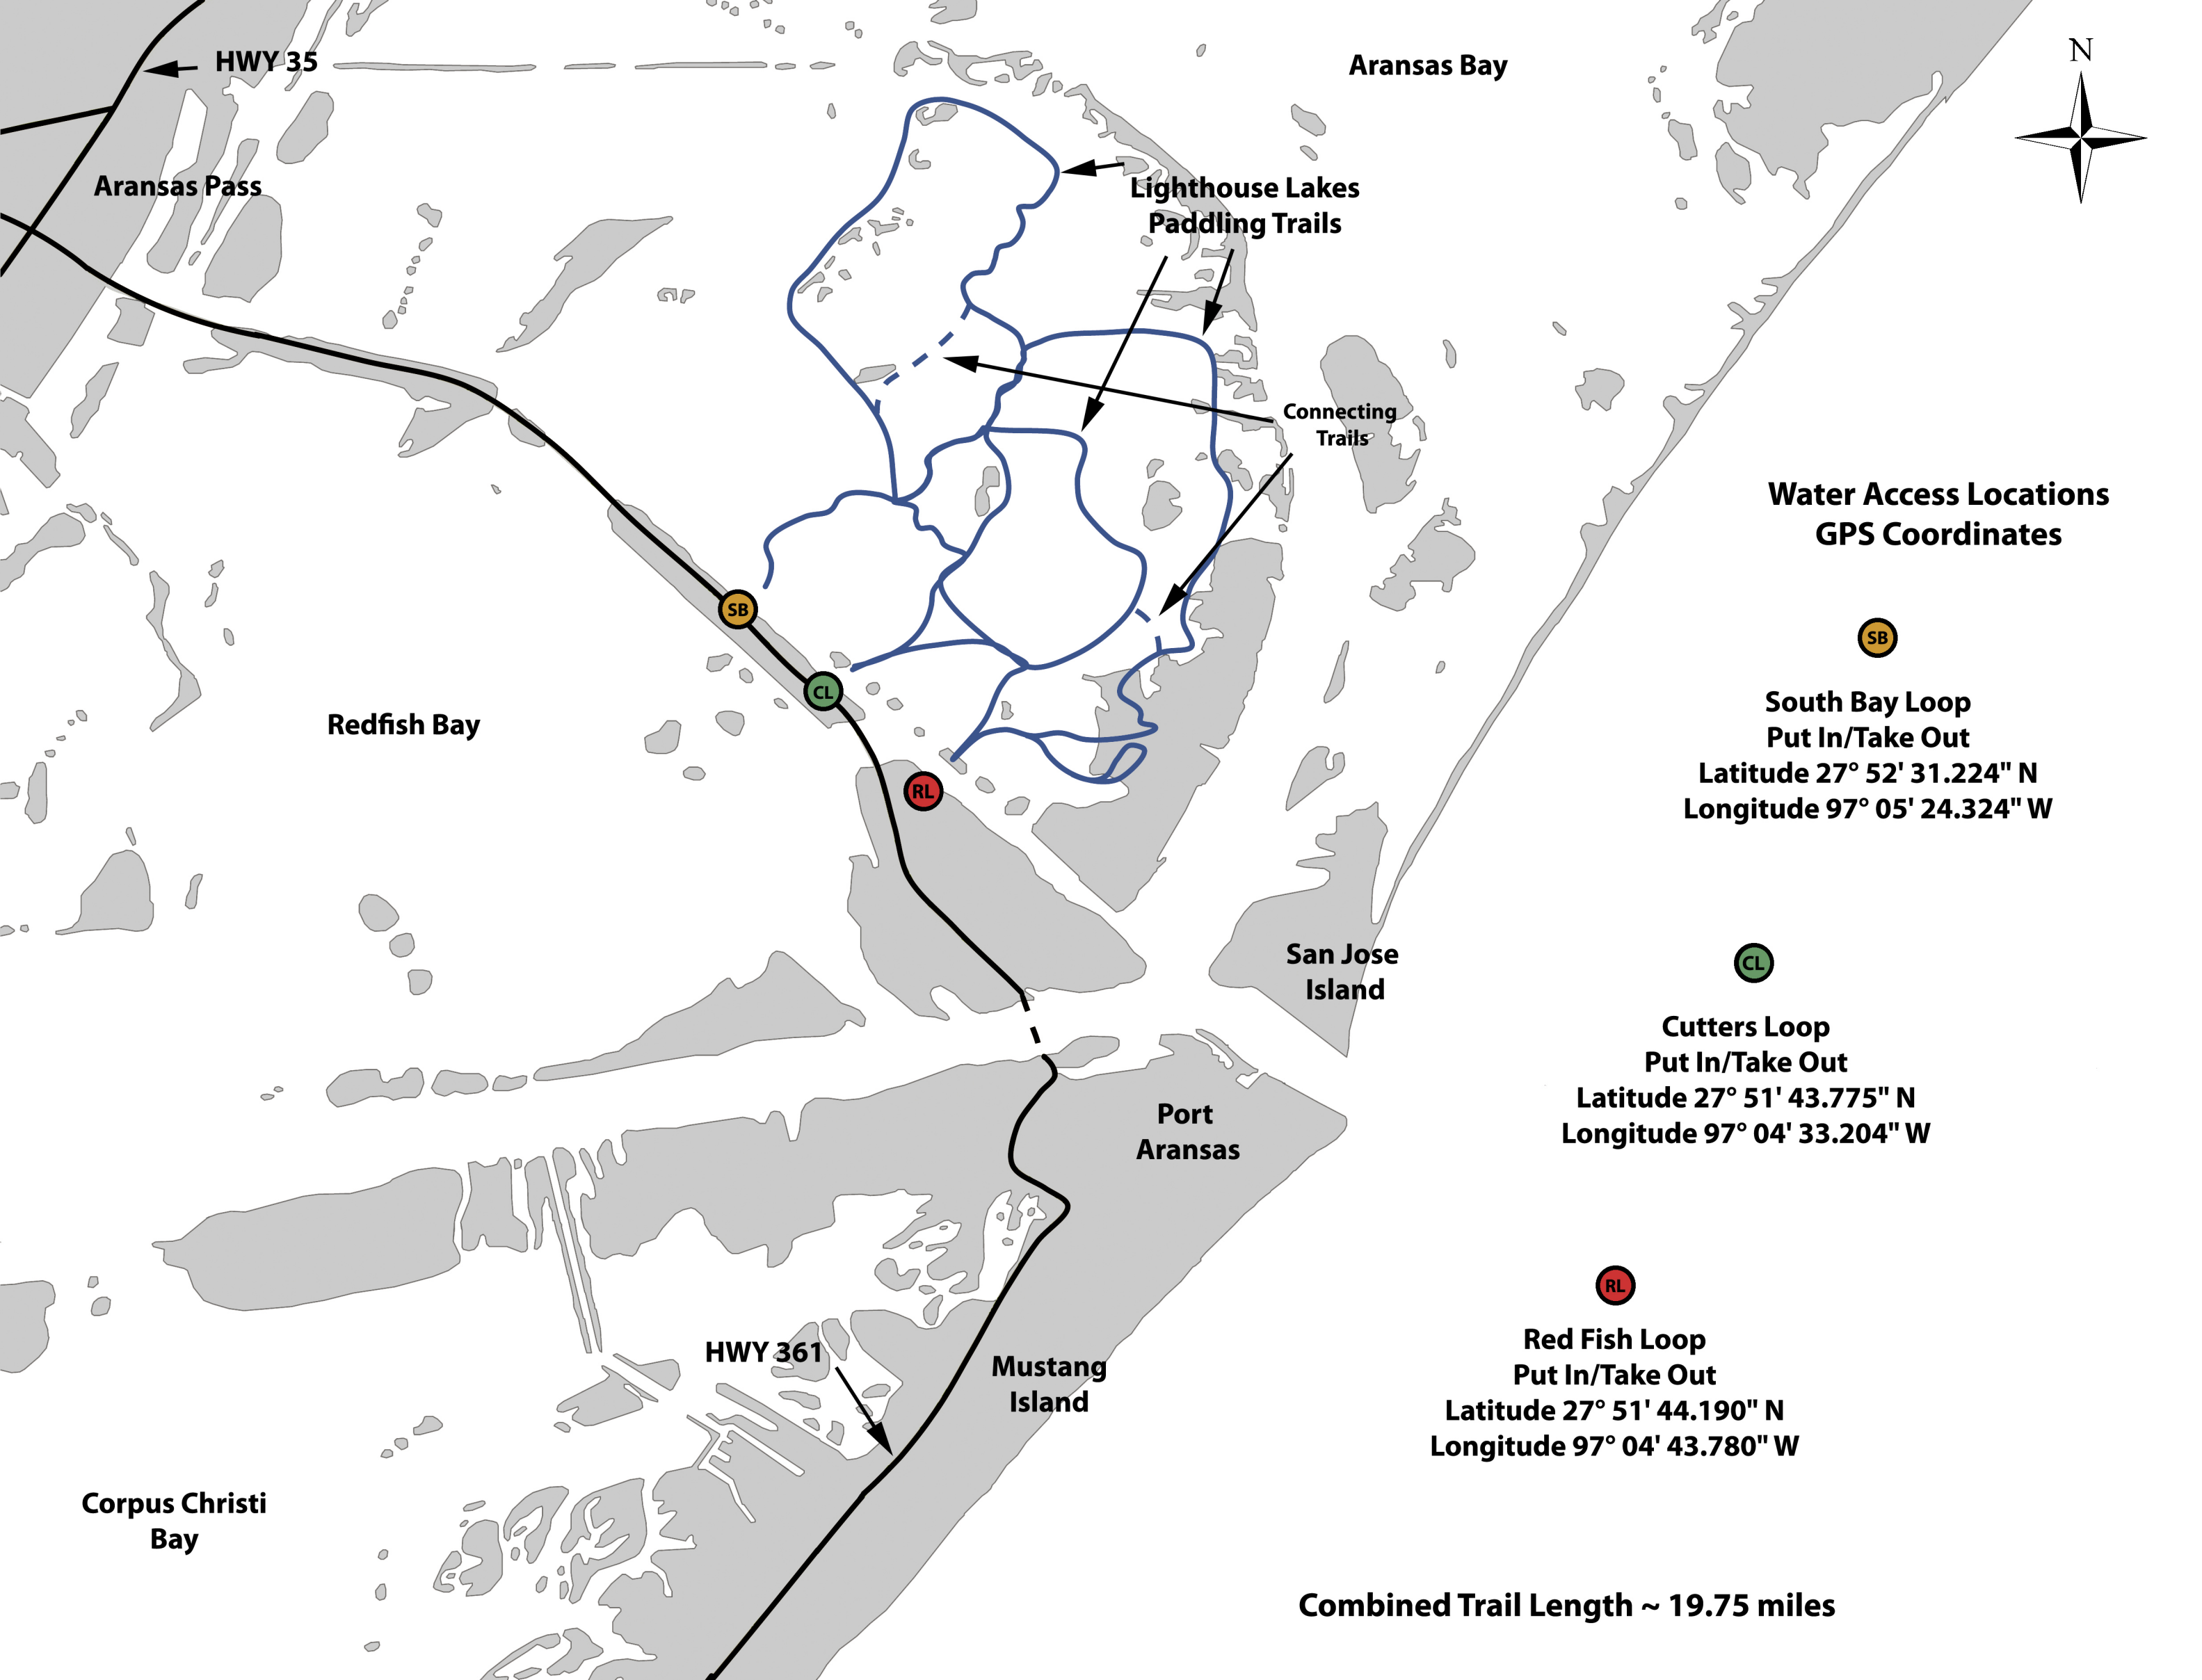 HWY 35
Aransas Bay
N
Aransas Pass
Lighthouse Lakes
Paddling Trails
Connecting
Trails
Water Access Locations
GPS Coordinates
SB
SB
South Bay Loop
Put In/Take Out
Latitude 27° 52' 31.224" N
Longitude 97° 05' 24.324" W
CL
Redfish Bay
RL
CL
San Jose
Island
Cutters Loop
Put In/Take Out
Latitude 27° 51' 43.775" N
Longitude 97° 04' 33.204" W
Port
Aransas
RL
Red Fish Loop
Put In/Take Out
Latitude 27° 51' 44.190" N
Longitude 97° 04' 43.780" W
HWY 361
Mustang
Island
Corpus Christi
Bay
Combined Trail Length ~ 19.75 miles